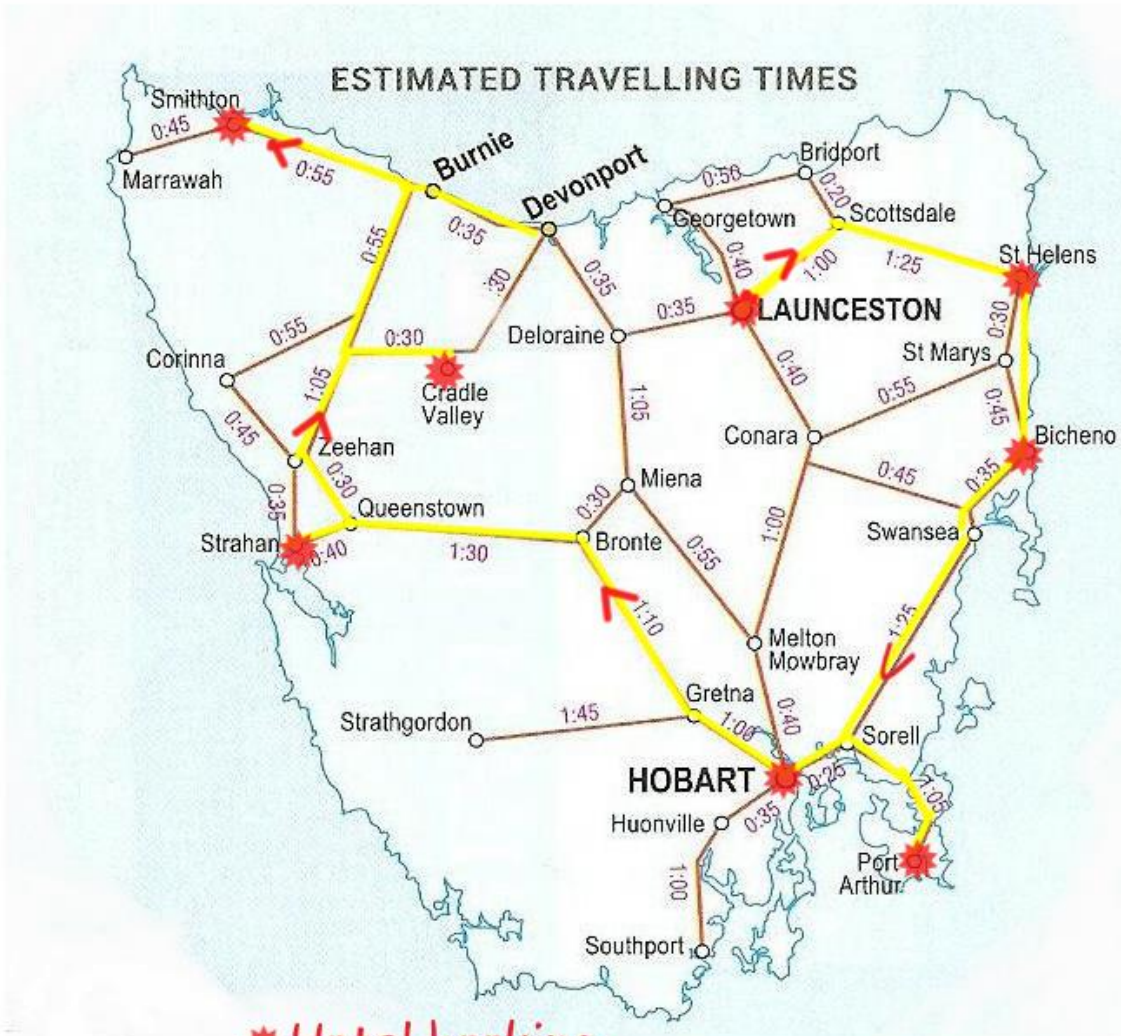 ESTIMATED TRAVELLING TIMES
Smithton
0:45
Marrawah
0:55
Burnie
0:35
Devonport
Bridport
0:50
0:20
Georgetown
Scottsdale
0:40
1:00
1:25
St Helens
0:55
:30
0:35
0:35
LAUNCESTON
0:30
Deloraine
St Marys
0:55
0:30
Corinna
1:05
Cradle
Valley
0:40
0:55
0:45
1:05
0:45
Zeehan
Conara
Bicheno
0:35
0:30
Miena
0:45
0:35
Queenstown
0:30
Strahan
0:40
1:30
Bronte
0:55
1:00
Swansea
1:10
1:25
Melton
Mowbray
Gretna
Strathgordon
1:45
1:00
0:40
Sorell
HOBART
0:25
1:05
Huonville
0:35
Port
Arthur
1:00
Southport